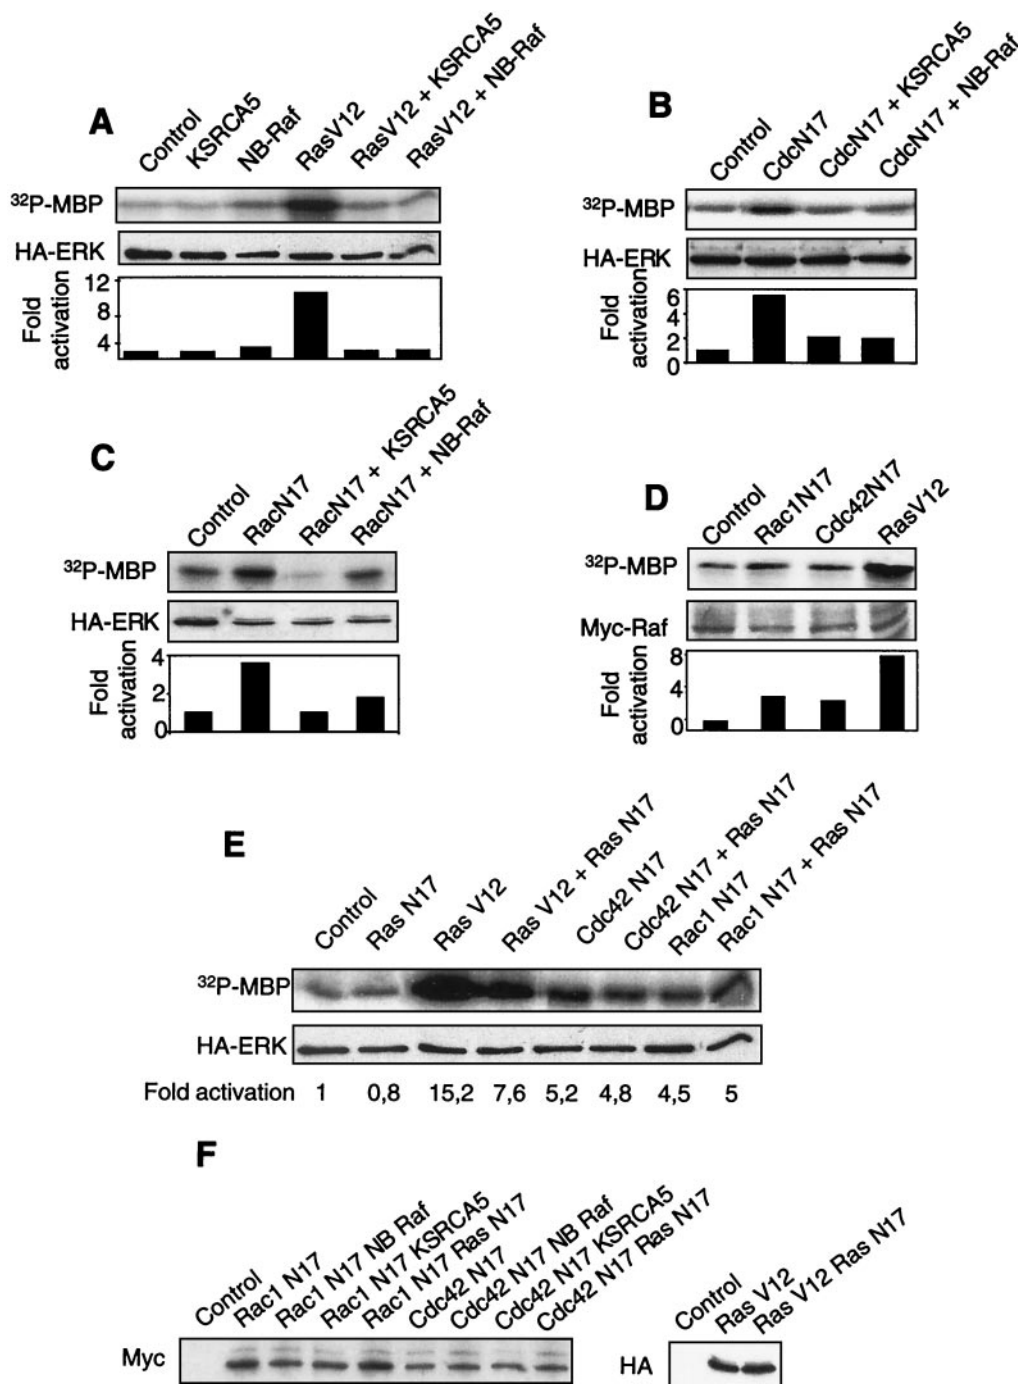 A
Control
KSRCA5
NB-Raf
RasV12
RasV12 + KSRCA5
RasV12 + NB-Raf
32P-MBP
HA-ERK
Fold activation
12
8
4
B
Control
CdcN17
CdcN17 + KSRCA5
CdcN17 + NB-Raf
32P-MBP
HA-ERK
Fold activation
6
4
2
0
C
Control
RacN17
RacN17 + KSRCA5
RacN17 + NB-Raf
32P-MBP
HA-ERK
Fold activation
4
2
0
D
Control
Rac1N17
Cdc42N17
RasV12
32P-MBP
Myc-Raf
Fold activation
8
4
0
E
Control
Ras N17
Ras V12
Ras V12 + Ras N17
Cdc42 N17
Cdc42 N17 + Ras N17
Rac1 N17
Rac1 N17 + Ras N17
32P-MBP
HA-ERK
Fold activation 1 0,8 15,2 7,6 5,2 4,8 4,5 5
F
Control
Rac1 N17
Rac1 N17 NB Raf
Rac1 N17 KSRCA5
Rac1 N17 Ras N17
Cdc42 N17
Cdc42 N17 NB Raf
Cdc42 N17 KSRCA5
Cdc42 N17 Ras N17
Myc
Control
Ras V12
Ras V12 Ras N17
HA